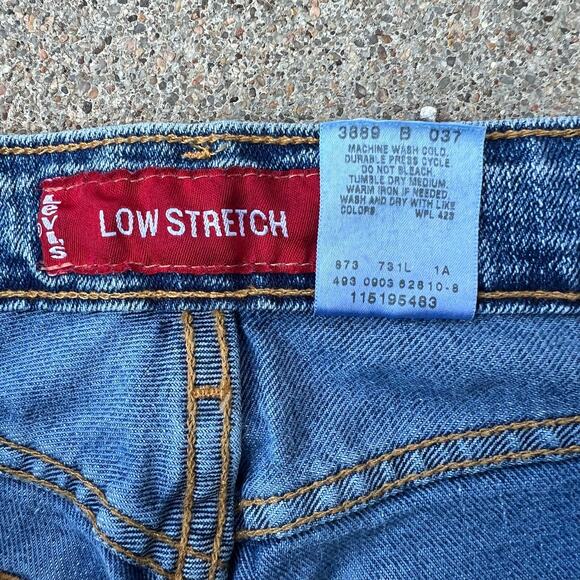 LEVI'S
LOW STRETCH
3889 B 037
MACHINE WASH COLD.
DURABLE PRESS CYCLE
DO NOT BLEACH.
TUMBLE DRY MEDIUM.
WARM IRON IF NEEDED
WASH AND DRY WITH LIKE
COLORS WPL 423
873 731L 1A
493 0903 62810-8
115195483